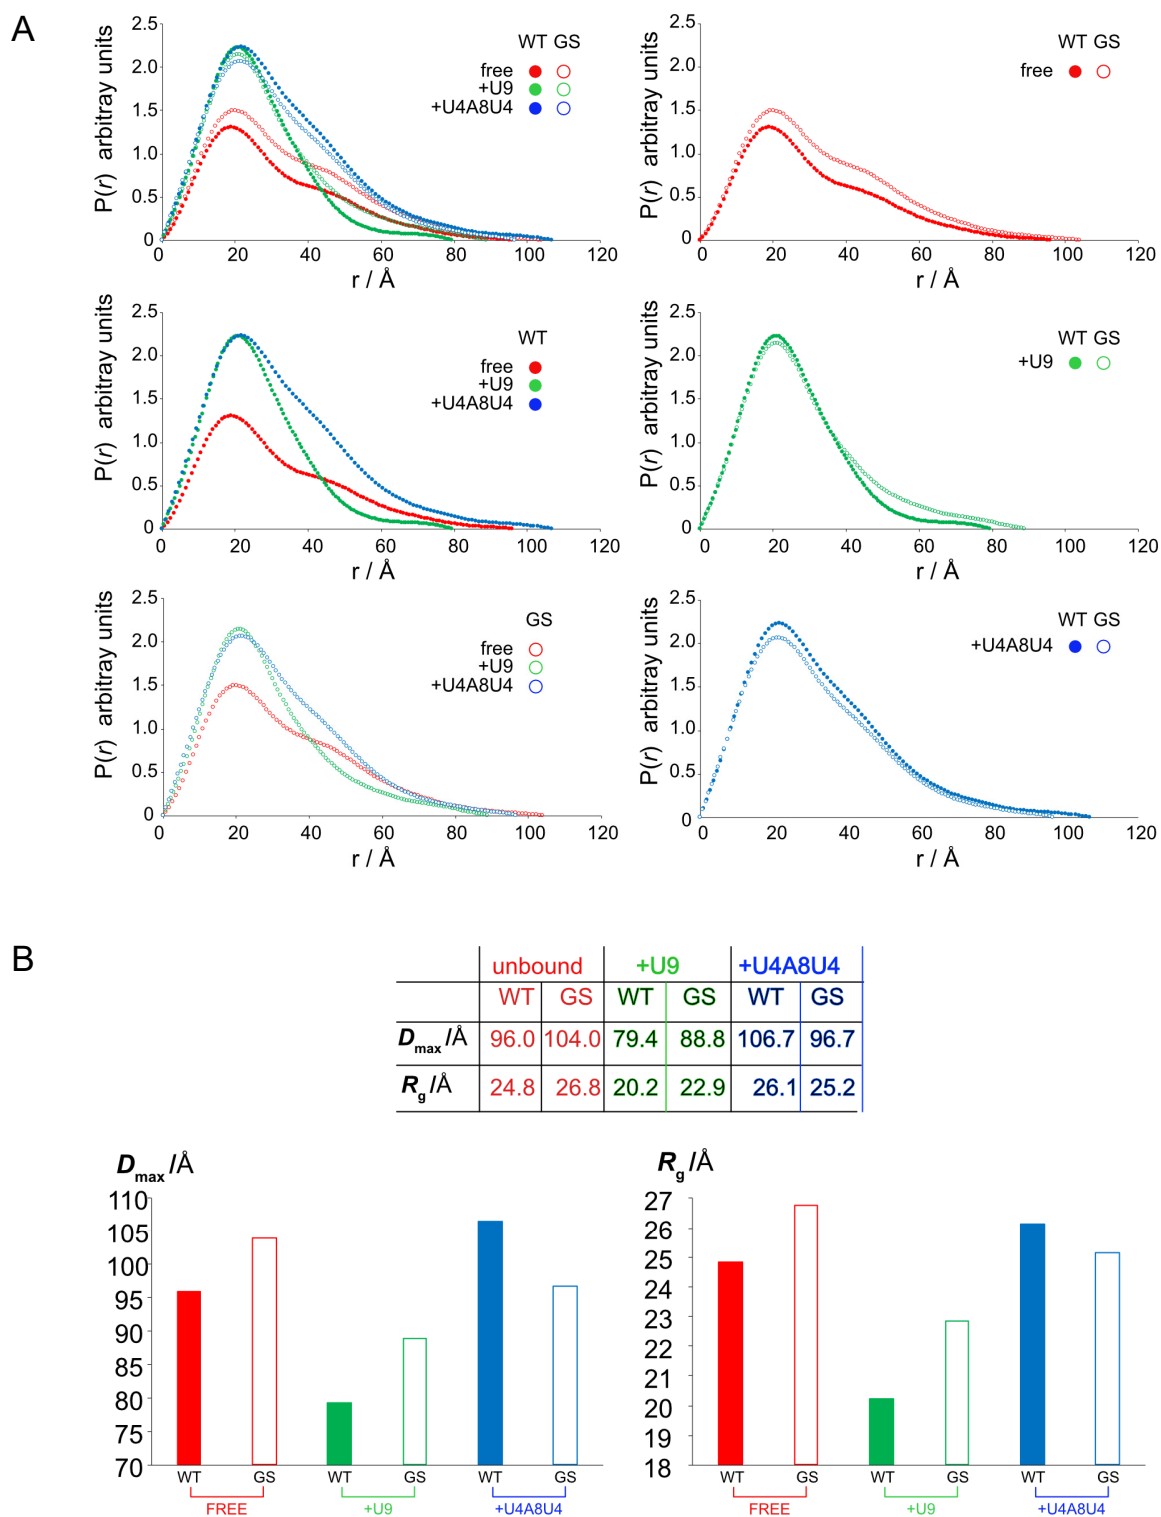 A
P(r) arbitray units
2.5
2.0
1.5
1.0
0.5
0
0 20 40 60 80 100 120
r / Å
WT GS
free
+U9
+U4A8U4
P(r) arbitray units
2.5
2.0
1.5
1.0
0.5
0
0 20 40 60 80 100 120
r / Å
WT GS
free
P(r) arbitray units
2.5
2.0
1.5
1.0
0.5
0
0 20 40 60 80 100 120
r / Å
WT
free
+U9
+U4A8U4
P(r) arbitray units
2.5
2.0
1.5
1.0
0.5
0
0 20 40 60 80 100 120
r / Å
WT GS
+U9
P(r) arbitray units
2.5
2.0
1.5
1.0
0.5
0
0 20 40 60 80 100 120
r / Å
GS
free
+U9
+U4A8U4
P(r) arbitray units
2.5
2.0
1.5
1.0
0.5
0
0 20 40 60 80 100 120
r / Å
WT GS
+U4A8U4
B
unbound +U9 +U4A8U4
WT GS WT GS WT GS
Dmax/Å 96.0 104.0 79.4 88.8 106.7 96.7
Rg/Å 24.8 26.8 20.2 22.9 26.1 25.2
Dmax/Å
110
105
100
95
90
85
80
75
70
WT GS WT GS WT GS
FREE +U9 +U4A8U4
Rg/Å
27
26
25
24
23
22
21
20
19
18
WT GS WT GS WT GS
FREE +U9 +U4A8U4